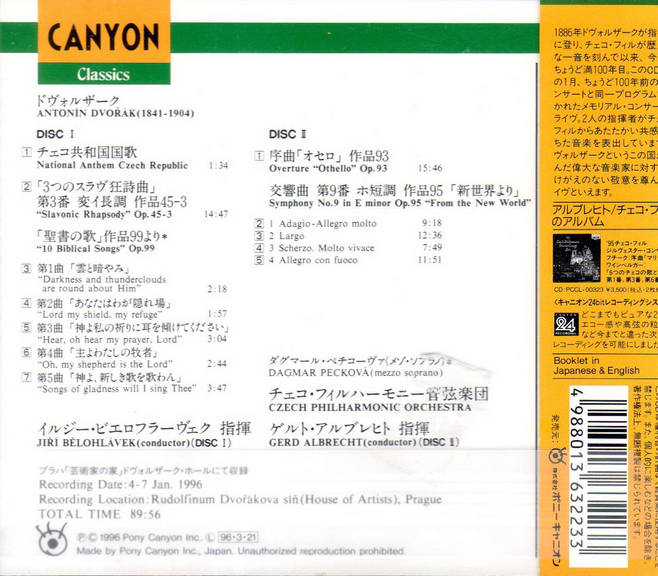 CANYON
Classics
ドヴォルザーク
ANTONIN DVOŘÁK(1841-1904)
DISC I
1 チェコ共和国国歌
National Anthem Czech Republic 1:34
2 「3つのスラヴ狂詩曲」
第3番 変イ長調 作品45-3
"Slavonic Rhapsody" Op.45-3 14:47
「聖書の歌」作品99より*
"10 Biblical Songs" Op.99
3 第1曲「雲と暗やみ」
"Darkness and thunderclouds
are round about Him" 2:18
4 第2曲「あなたはわが隠れ場」
"Lord my shield, my refuge" 1:57
5 第3曲「神よ私の祈りに耳を傾けてください」
"Hear, oh hear my prayer, Lord" 3:04
6 第4曲「主よわたしの牧者」
"Oh, my shepherd is the Lord" 2:44
7 第5曲「神よ、新しき歌を歌わん」
"Songs of gladness will I sing Thee" 3:47
イルジー・ビエロフラーヴェク 指揮
JIŘÍ BĚLOHLÁVEK(conductor)(DISC I)
DISC II
1 序曲「オセロ」 作品93
Overture "Othello" Op.93 15:46
交響曲 第9番 ホ短調 作品95「新世界より」
Symphony No.9 in E minor Op.95 "From the New World"
2 1 Adagio-Allegro molto 9:18
3 2 Largo 12:36
4 3 Scherzo. Molto vivace 7:49
5 4 Allegro con fuoco 11:51
ダグマール・ペチコーヴァ(メゾ・ソプラノ)*
DAGMAR PECKOVÁ(mezzo soprano)
チェコ・フィルハーモニー管弦楽団
CZECH PHILHARMONIC ORCHESTRA
ゲルト・アルブレヒト 指揮
GERD ALBRECHT(conductor)(DISC II)
プラハ「芸術家の家」ドヴォルザーク・ホールにて収録
Recording Date:4-7 Jan. 1996
Recording Location:Rudolfinum Dvořákova síň(House of Artists), Prague
TOTAL TIME 89:56
Ⓟ © 1996 Pony Canyon Inc. Ⓛ 96・3・21
Made by Pony Canyon Inc., Japan. Unauthorized reproduction prohibited.
1886年ドヴォルザークが指
に登り、チェコ・フィルが歴
な一音を刻んで以来、今
ちょうど満100年目。このCD
の1月、ちょうど100年前の
ンサートと同一プログラム
かれたメモリアル・コンサー
ライヴ。2人の指揮者がチ
フィルからあたたかい共感
ちた音楽を表出しています
ヴォルザークというこの国
んだ偉大な音楽家に対す
けがえのない敬意を尊ん
イヴといえます。
アルブレヒト/チェコ・フ
のアルバム
'95チェコ・フィル
ジルヴェスター・コン
フチーク:序曲「マリ
ワインベルガー:
「6つのチェコの歌と
第1番、第3番、第5番
CD:PCCL-00323 ¥3,500(税込・2枚
〈キャニオン24bitレコーディングシス
CANYON
24
どこまでもピュアな2
エコー感や高弦の粒
など今までと違った次
レコーディングを可能にしました
Booklet in
Japanese & English
4 988013 632233
発売元:
株式会社 ポニーキャニオン